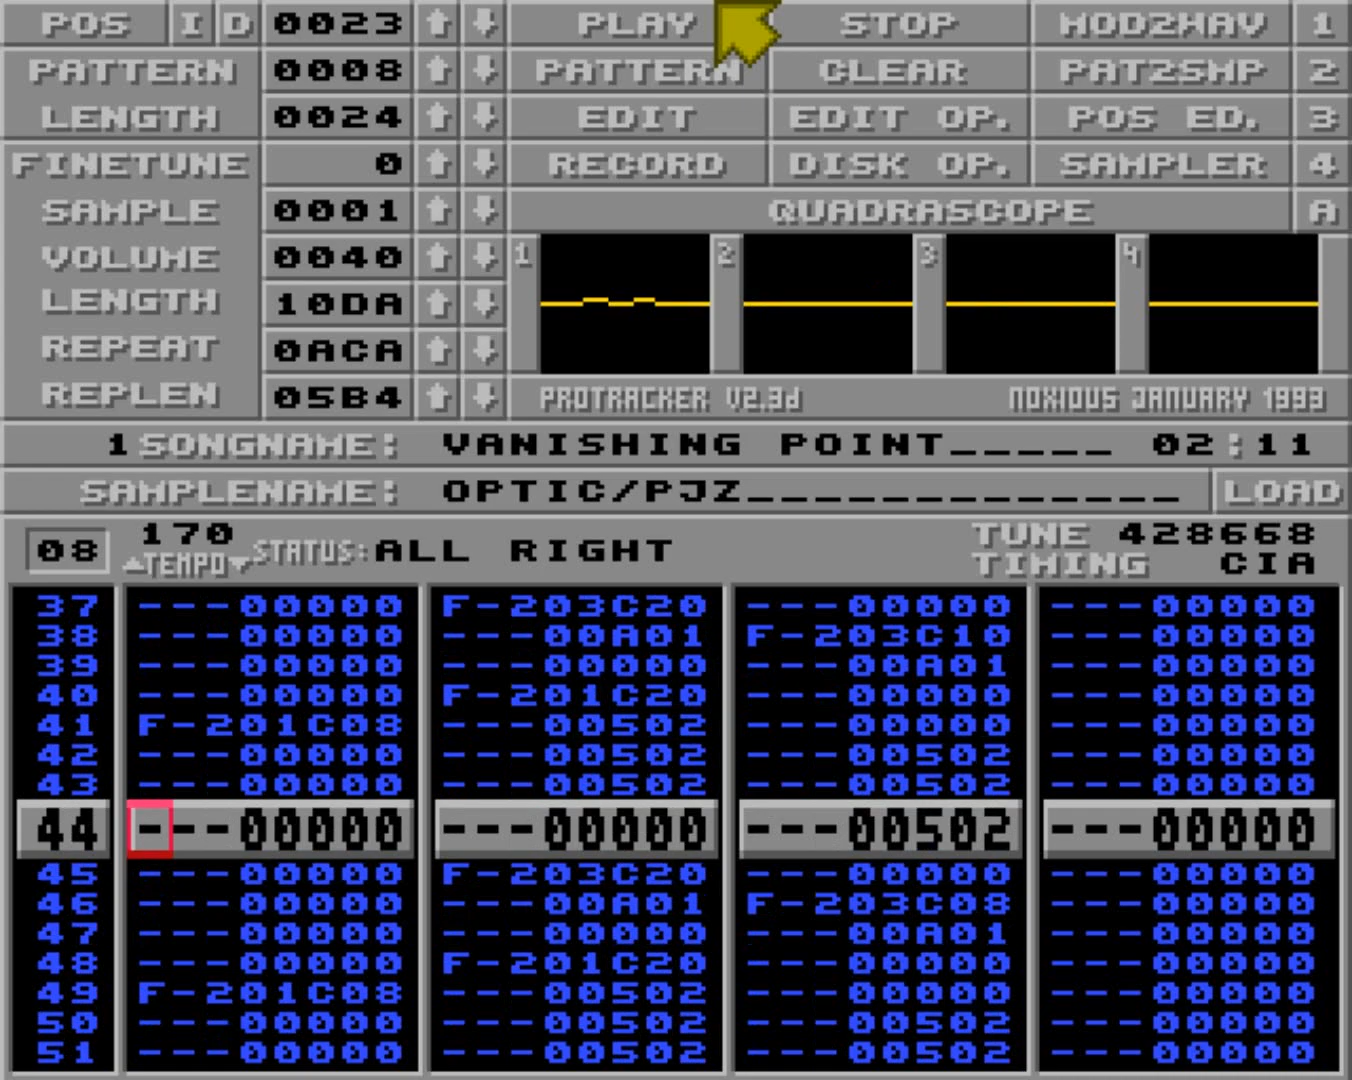 POS I D 0023 PLAY STOP MOD2WAV 1
PATTERN 0008 PATTERN CLEAR PAT2SMP 2
LENGTH 0024 EDIT EDIT OP. POS ED. 3
FINETUNE 0 RECORD DISK OP. SAMPLER 4
SAMPLE 0001 QUADRASCOPE A
VOLUME 0040 1 2 3 4
LENGTH 10DA
REPEAT 0ACA
REPLEN 05B4 PROTRACKER V2.3d NOXIOUS JANUARY 1993
1 SONGNAME: VANISHING POINT_____ 02:11
SAMPLENAME: OPTIC/PJZ_____________ LOAD
08 170 TEMPO STATUS: ALL RIGHT TUNE 428668
TIMING CIA
37 ---00000 F-203C20 ---00000 ---00000
38 ---00000 ---00A01 F-203C10 ---00000
39 ---00000 ---00000 ---00A01 ---00000
40 ---00000 F-201C20 ---00000 ---00000
41 F-201C08 ---00502 ---00000 ---00000
42 ---00000 ---00502 ---00502 ---00000
43 ---00000 ---00502 ---00502 ---00000
44 ---00000 ---00000 ---00502 ---00000
45 ---00000 F-203C20 ---00000 ---00000
46 ---00000 ---00A01 F-203C08 ---00000
47 ---00000 ---00000 ---00A01 ---00000
48 ---00000 F-201C20 ---00000 ---00000
49 F-201C08 ---00502 ---00000 ---00000
50 ---00000 ---00502 ---00502 ---00000
51 ---00000 ---00502 ---00502 ---00000